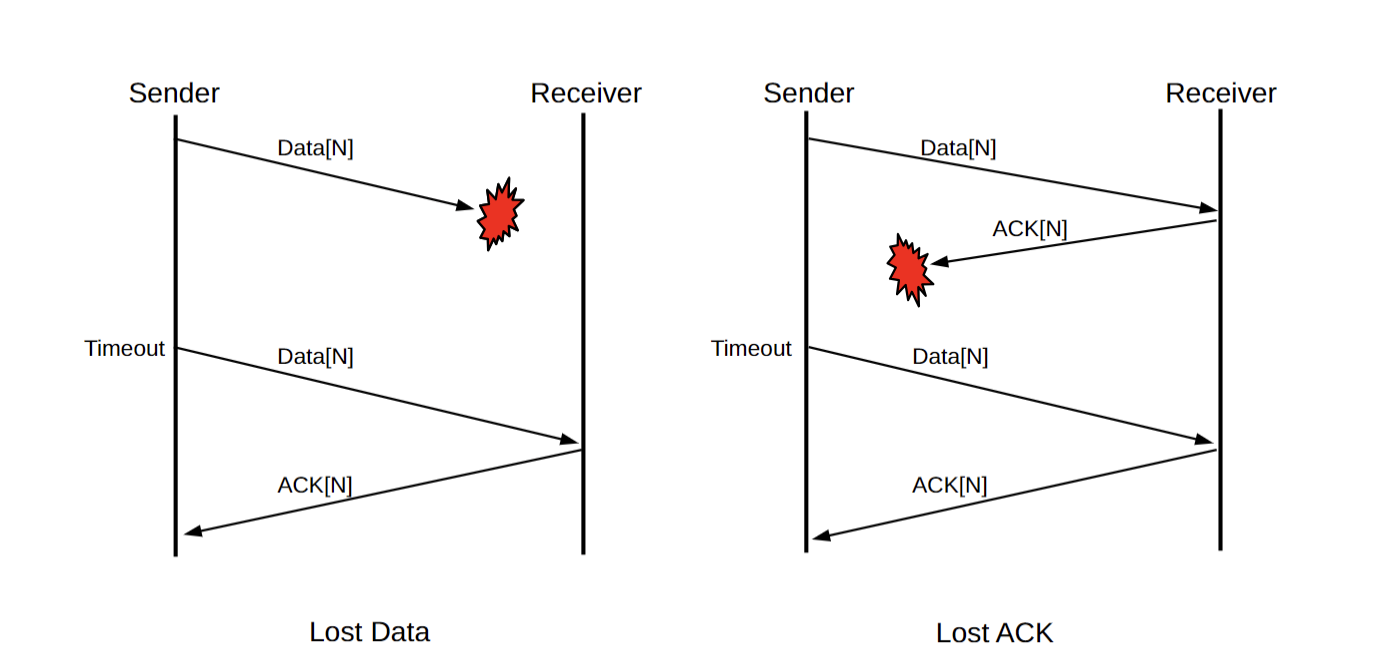 Sender
Receiver
Data[N]
Timeout
Data[N]
ACK[N]
Lost Data
Sender
Receiver
Data[N]
ACK[N]
Timeout
Data[N]
ACK[N]
Lost ACK